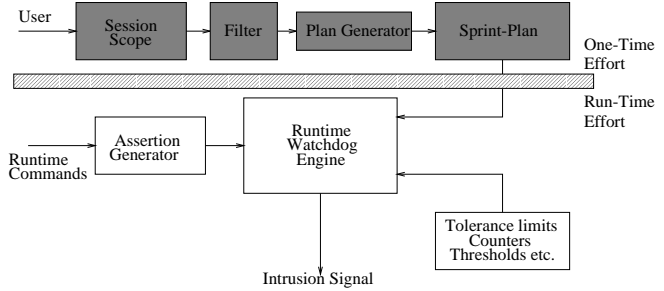 User
Session
Scope
Filter
Plan Generator
Sprint-Plan
One-Time
Effort
Run-Time
Effort
Runtime
Commands
Assertion
Generator
Runtime
Watchdog
Engine
Tolerance limits
Counters
Thresholds etc.
Intrusion Signal